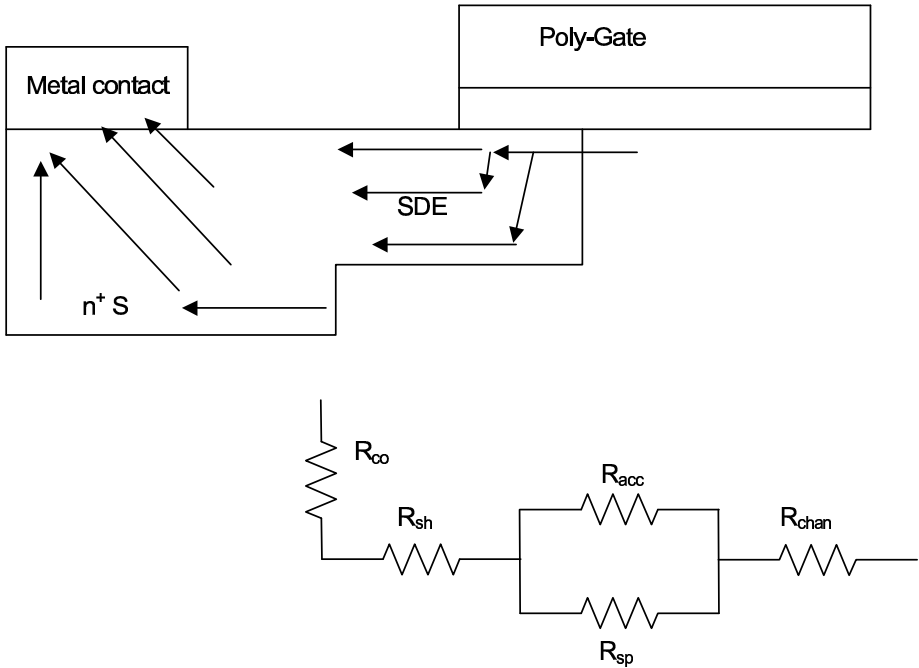 Poly-Gate
Metal contact
SDE
n⁺ S
R_co
R_acc
R_sh
R_chan
R_sp